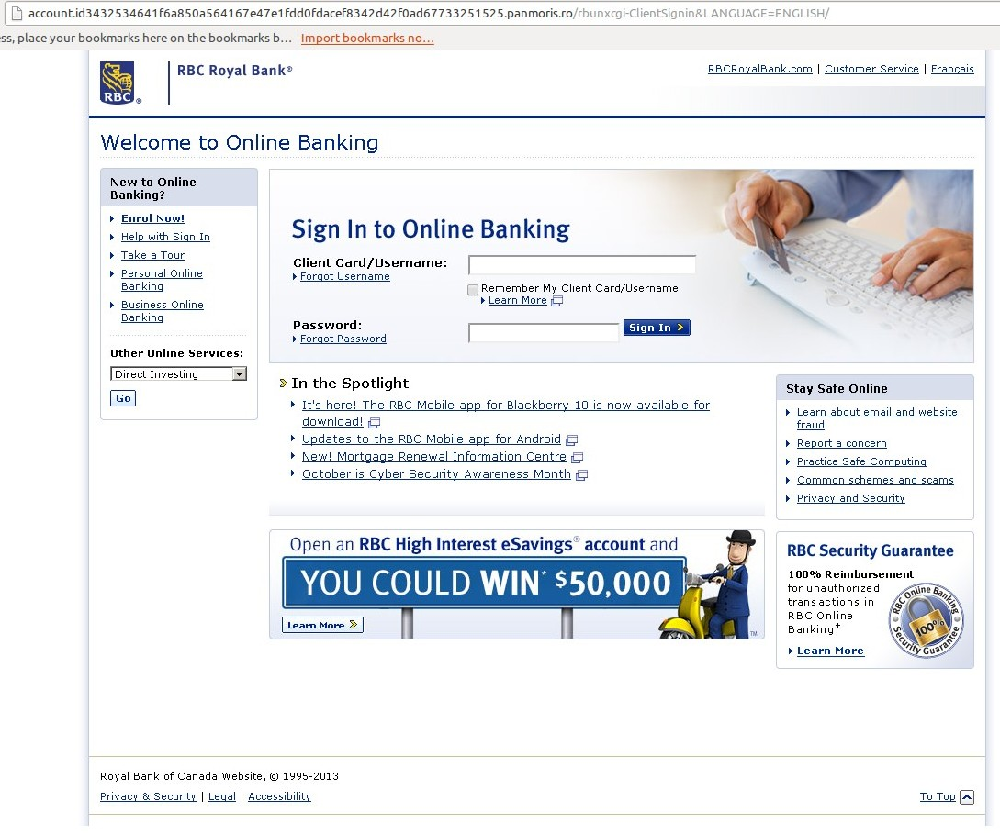 account.id3432534641f6a850a564167e47e1fdd0fdacef8342d42f0ad67733251525.panmoris.ro/rbunxcgi-ClientSignin&LANGUAGE=ENGLISH/
ss, place your bookmarks here on the bookmarks b... Import bookmarks no...
RBC ®
RBC Royal Bank®
RBCRoyalBank.com | Customer Service | Français
Welcome to Online Banking
New to Online
Banking?
Enrol Now!
Help with Sign In
Take a Tour
Personal Online
Banking
Business Online
Banking
Other Online Services:
Direct Investing
Go
Sign In to Online Banking
Client Card/Username:
Forgot Username
Remember My Client Card/Username
Learn More
Password:
Forgot Password
Sign In
In the Spotlight
It's here! The RBC Mobile app for Blackberry 10 is now available for
download!
Updates to the RBC Mobile app for Android
New! Mortgage Renewal Information Centre
October is Cyber Security Awareness Month
Open an RBC High Interest eSavings® account and
YOU COULD WIN* $50,000
Learn More
TM
Stay Safe Online
Learn about email and website
fraud
Report a concern
Practice Safe Computing
Common schemes and scams
Privacy and Security
RBC Security Guarantee
100% Reimbursement
for unauthorized
transactions in
RBC Online
Banking+
Learn More
RBC Online Banking
100%
Security Guarantee
Royal Bank of Canada Website, © 1995-2013
Privacy & Security | Legal | Accessibility
To Top